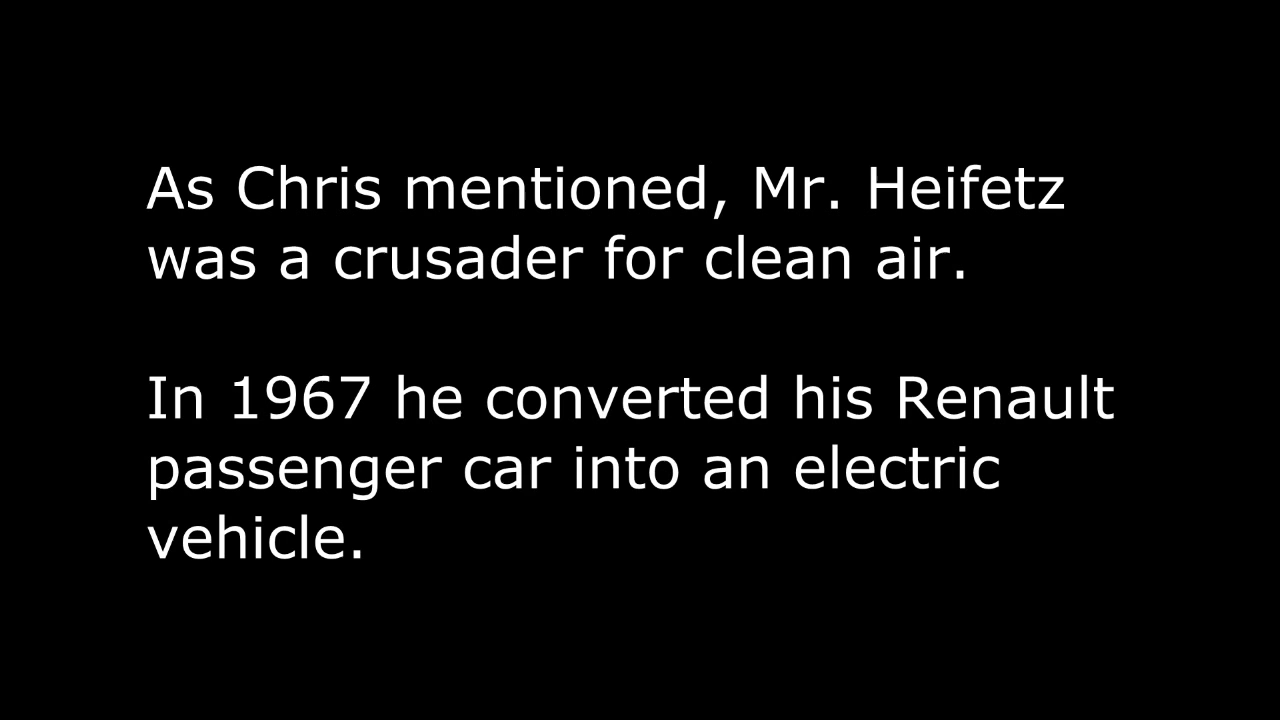 As Chris mentioned, Mr. Heifetz
was a crusader for clean air.
In 1967 he converted his Renault
passenger car into an electric
vehicle.